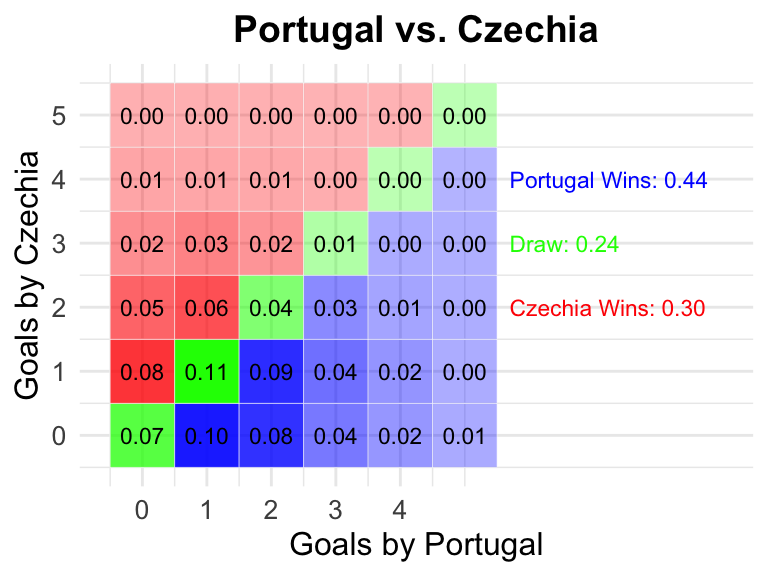 Portugal vs. Czechia
Goals by Czechia
5 0.00 0.00 0.00 0.00 0.00 0.00
4 0.01 0.01 0.01 0.00 0.00 0.00 Portugal Wins: 0.44
3 0.02 0.03 0.02 0.01 0.00 0.00 Draw: 0.24
2 0.05 0.06 0.04 0.03 0.01 0.00 Czechia Wins: 0.30
1 0.08 0.11 0.09 0.04 0.02 0.00
0 0.07 0.10 0.08 0.04 0.02 0.01
0 1 2 3 4
Goals by Portugal